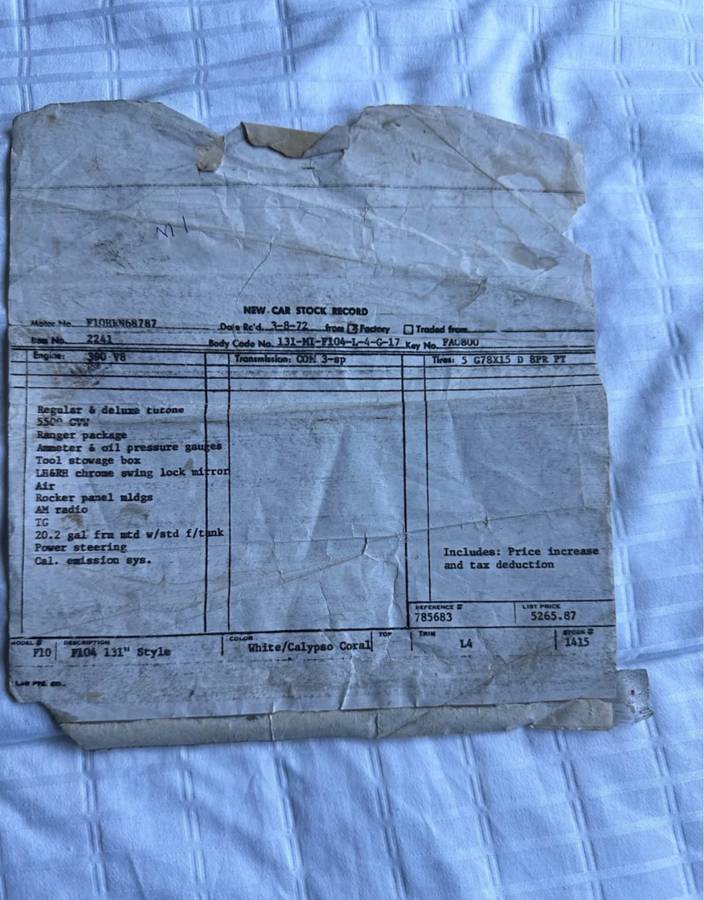 MI
NEW CAR STOCK RECORD
Motor No. F10HKN68787 Date Rc'd. 3-8-72 from ☒ Factory ☐ Traded from
Item No. 2241 Body Code No. 131-MI-F104-L-4-G-17 Key No. FA0800
Engine: 390 V8 Transmission: COM 3-sp Tires: 5 G78X15 D 8PR PT
Regular & deluxe tutone
5500 GVW
Ranger package
Ammeter & oil pressure gauges
Tool stowage box
LH&RH chrome swing lock mirror
Air
Rocker panel mldgs
AM radio
TG
20.2 gal frm mtd w/std f/tank
Power steering
Cal. emission sys.
Includes: Price increase
and tax deduction
REFERENCE # LIST PRICE
785683 5265.87
MODEL # DESCRIPTION COLOR TOP TRIM STOCK #
F10 F104 131" Style White/Calypso Coral L4 1415